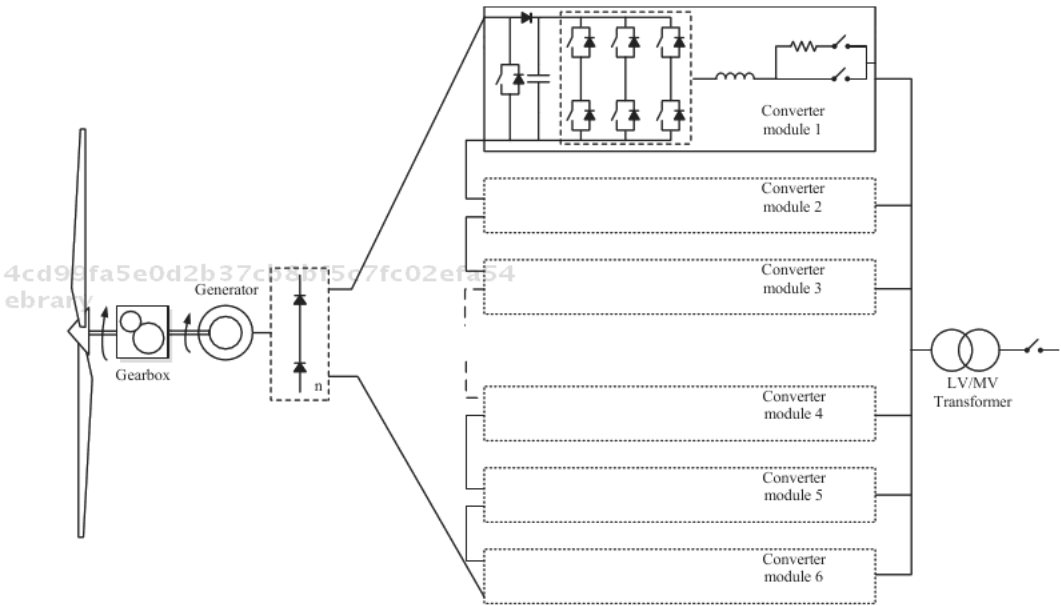 Converter
module 1
Converter
module 2
Converter
module 3
Generator
Gearbox
n
Converter
module 4
Converter
module 5
Converter
module 6
LV/MV
Transformer
ebrary